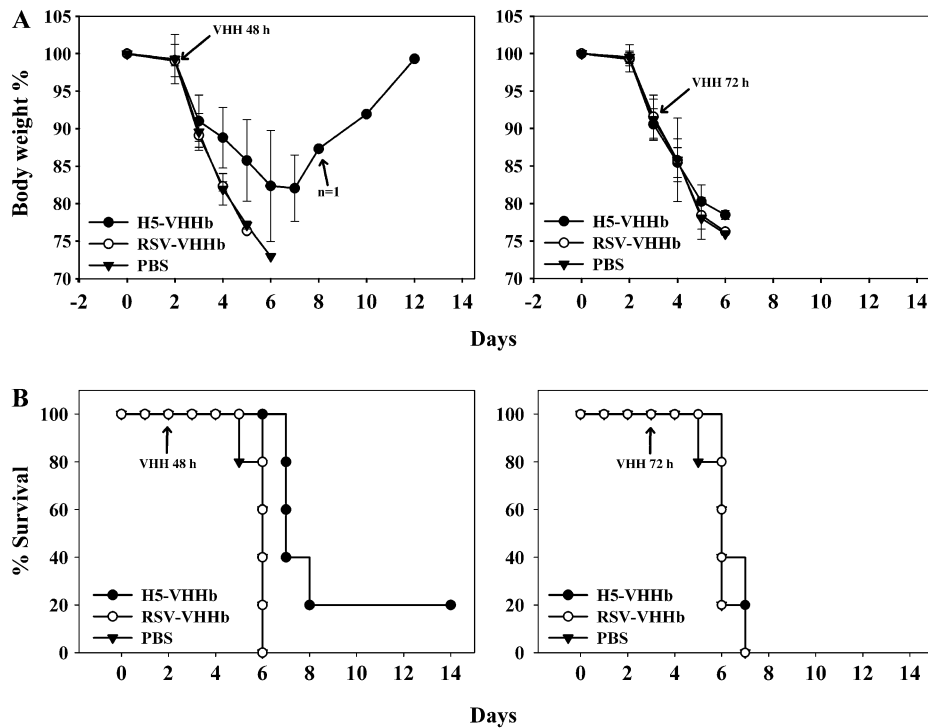 A
Body weight %
105
100
95
90
85
80
75
70
VHH 48 h
n=1
H5-VHHb
RSV-VHHb
PBS
-2 0 2 4 6 8 10 12 14
105
100
95
90
85
80
75
70
VHH 72 h
H5-VHHb
RSV-VHHb
PBS
-2 0 2 4 6 8 10 12 14
Days
B
% Survival
100
80
60
40
20
0
VHH 48 h
H5-VHHb
RSV-VHHb
PBS
0 2 4 6 8 10 12 14
100
80
60
40
20
0
VHH 72 h
H5-VHHb
RSV-VHHb
PBS
0 2 4 6 8 10 12 14
Days